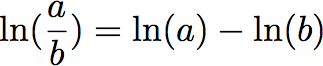 ln(a/b) = ln(a) − ln(b)